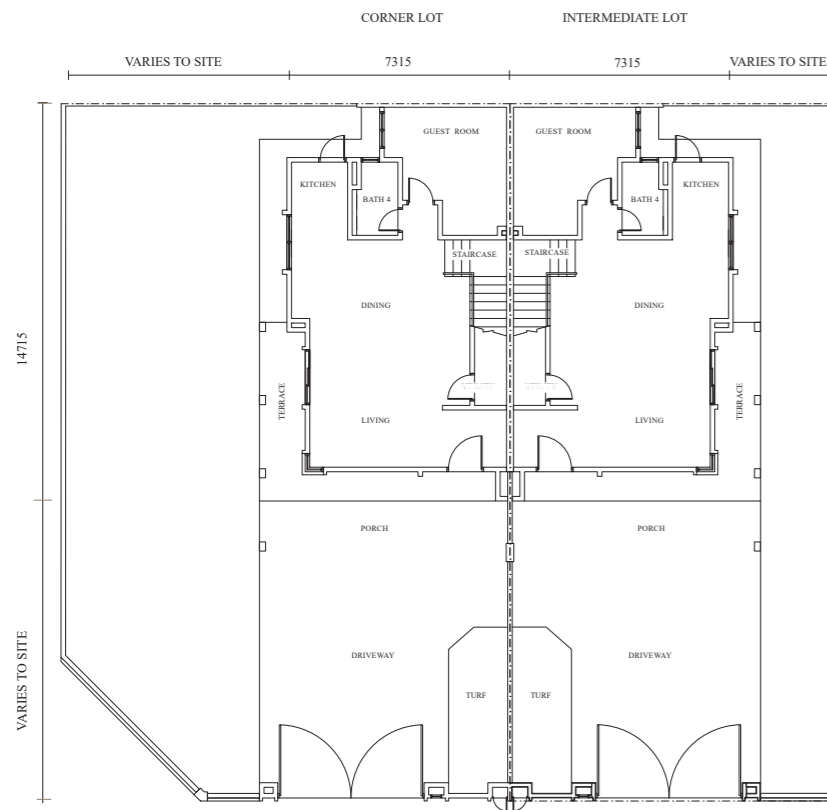 CORNER LOT INTERMEDIATE LOT
VARIES TO SITE 7315 7315 VARIES TO SITE
GUEST ROOM GUEST ROOM
KITCHEN KITCHEN
BATH 4 BATH 4
STAIRCASE STAIRCASE
DINING DINING
14715
UTILITY UTILITY
TERRACE TERRACE
LIVING LIVING
PORCH PORCH
DRIVEWAY DRIVEWAY
VARIES TO SITE
TURF TURF